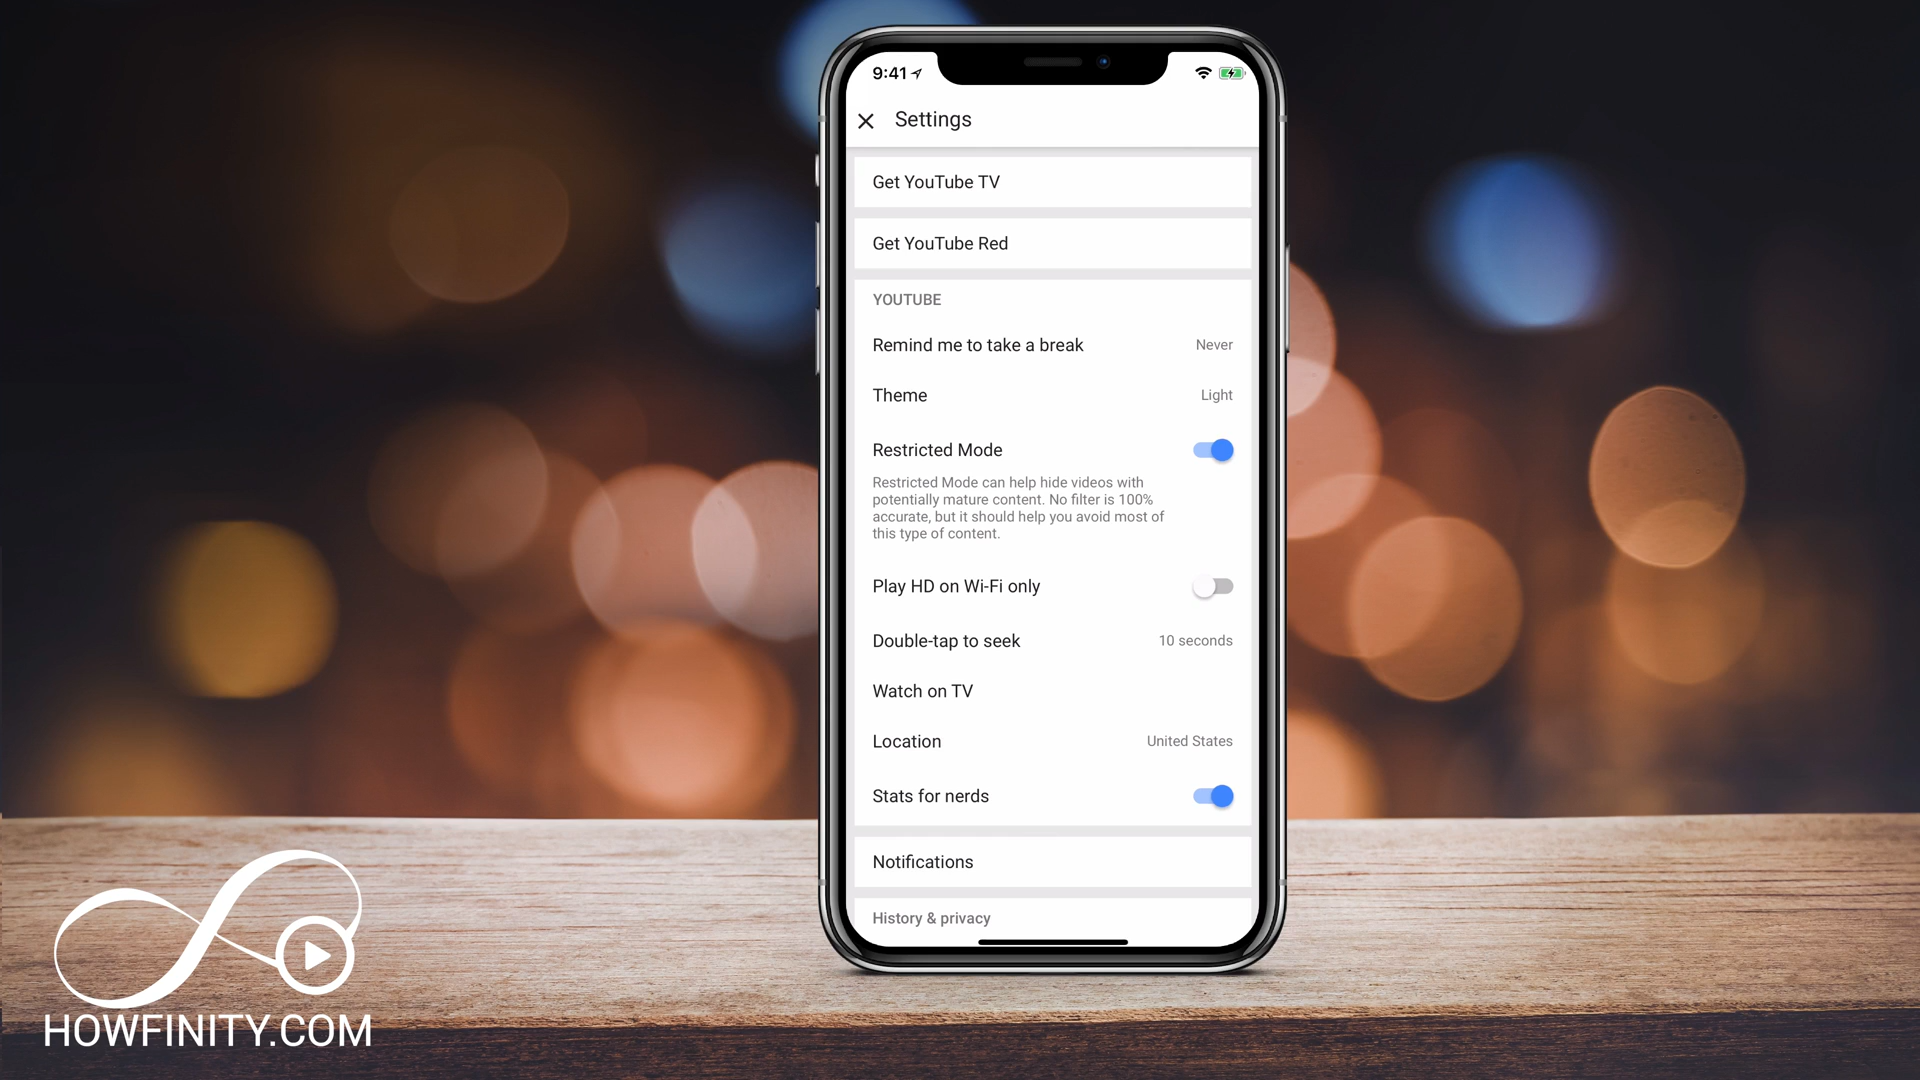 9:41
Settings
Get YouTube TV
Get YouTube Red
YOUTUBE
Remind me to take a break Never
Theme Light
Restricted Mode
Restricted Mode can help hide videos with
potentially mature content. No filter is 100%
accurate, but it should help you avoid most of
this type of content.
Play HD on Wi-Fi only
Double-tap to seek 10 seconds
Watch on TV
Location United States
Stats for nerds
Notifications
History & privacy
HOWFINITY.COM